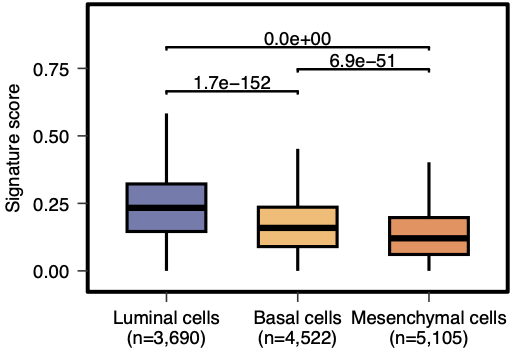 0.0e+00
6.9e−51
1.7e−152
Signature score
0.75
0.50
0.25
0.00
Luminal cells Basal cells Mesenchymal cells
(n=3,690) (n=4,522) (n=5,105)